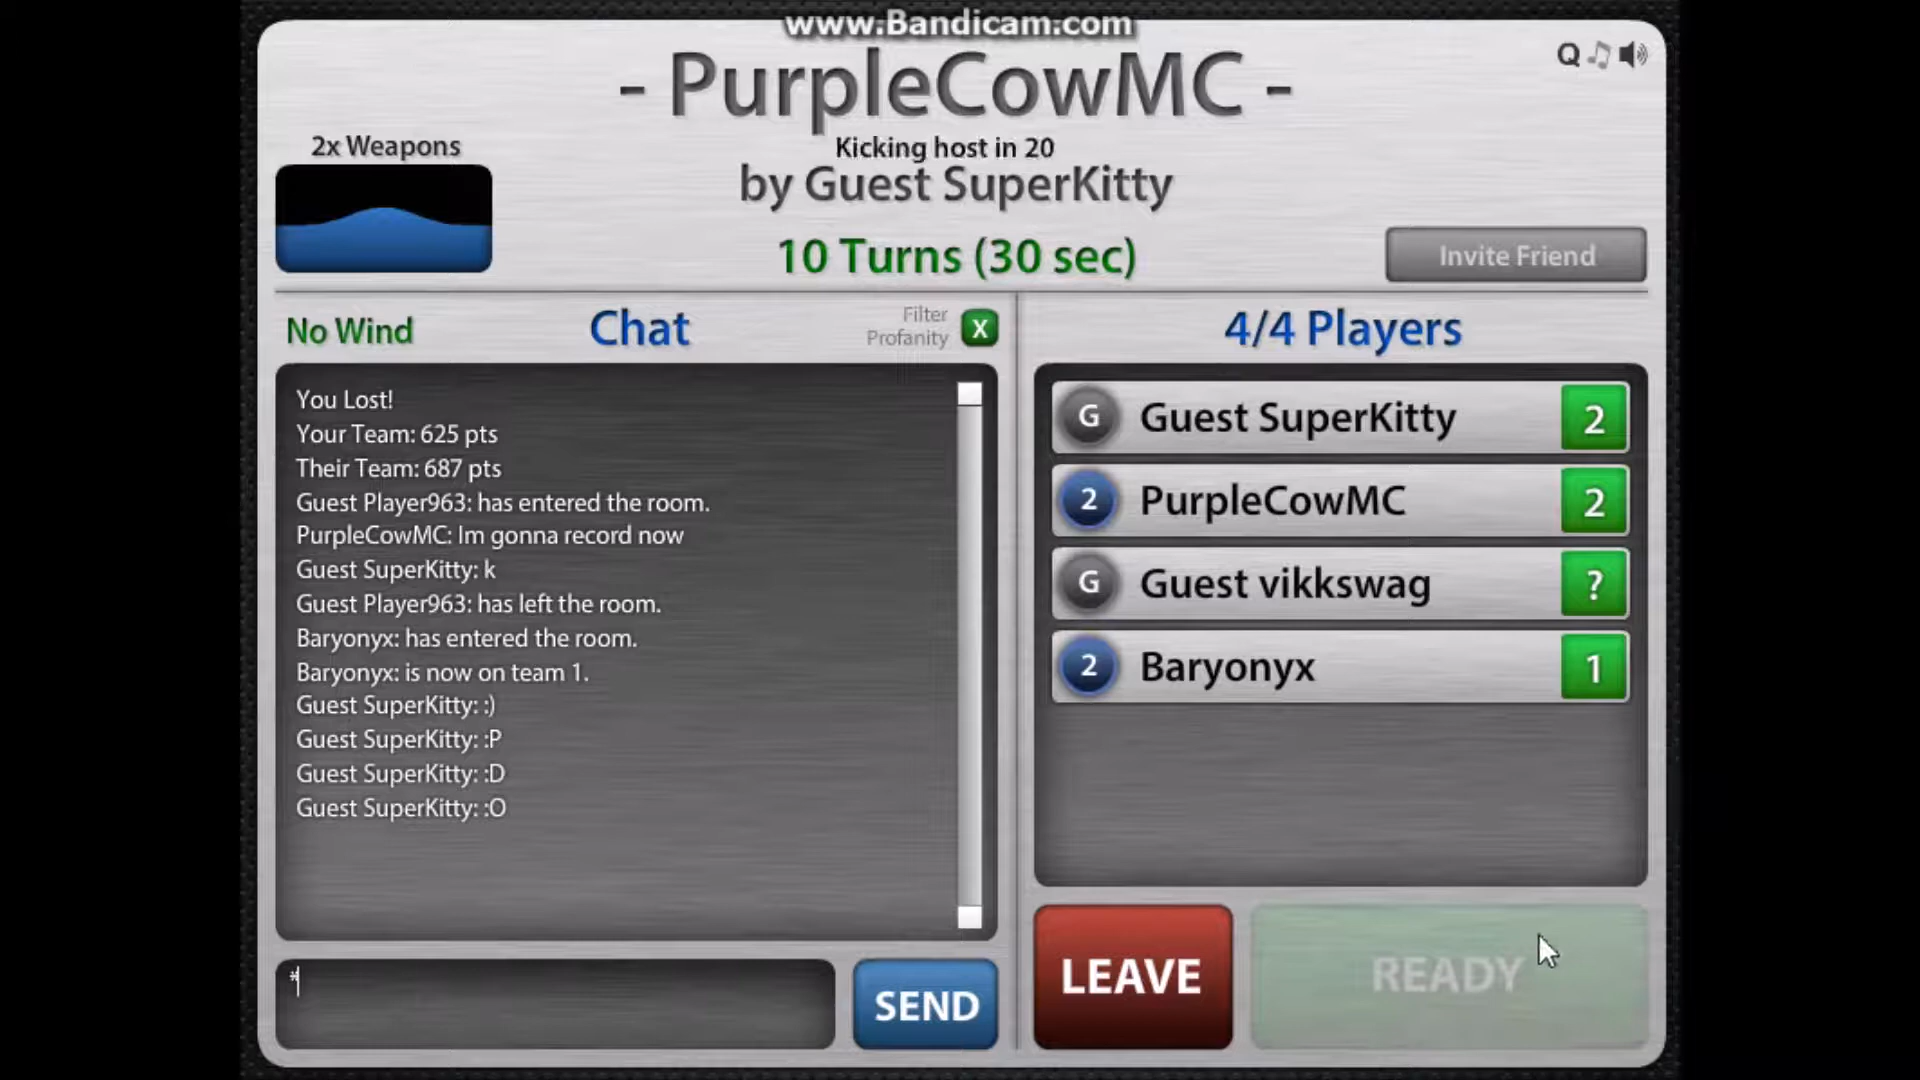 www.Bandicam.com
- PurpleCowMC -
Q
2x Weapons
Kicking host in 20
by Guest SuperKitty
10 Turns (30 sec)
Invite Friend
No Wind
Chat
Filter
Profanity
X
4/4 Players
You Lost!
Your Team: 625 pts
Their Team: 687 pts
Guest Player963: has entered the room.
PurpleCowMC: Im gonna record now
Guest SuperKitty: k
Guest Player963: has left the room.
Baryonyx: has entered the room.
Baryonyx: is now on team 1.
Guest SuperKitty: :)
Guest SuperKitty: :P
Guest SuperKitty: :D
Guest SuperKitty: :O
G Guest SuperKitty 2
2 PurpleCowMC 2
G Guest vikkswag ?
2 Baryonyx 1
*
SEND
LEAVE
READY